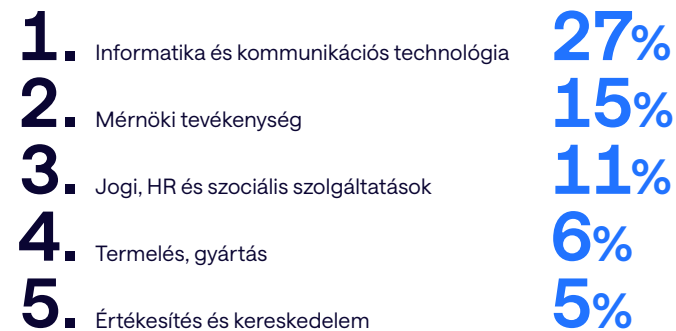 1. Informatika és kommunikációs technológia 27%
2. Mérnöki tevékenység 15%
3. Jogi, HR és szociális szolgáltatások 11%
4. Termelés, gyártás 6%
5. Értékesítés és kereskedelem 5%